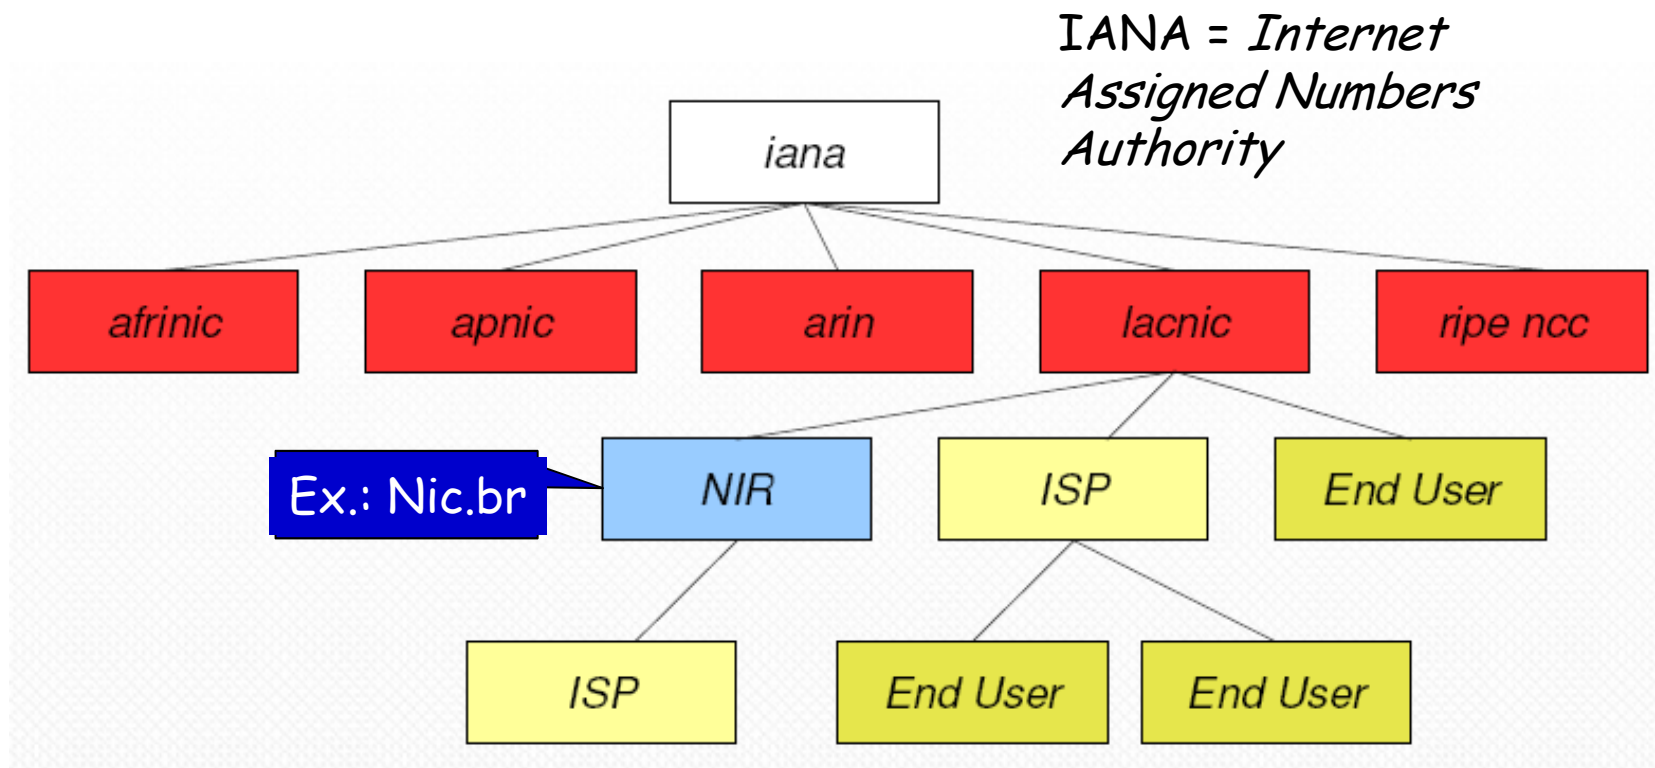 IANA = Internet
Assigned Numbers
Authority
iana
afrinic
apnic
arin
lacnic
ripe ncc
Ex.: Nic.br
NIR
ISP
End User
ISP
End User
End User